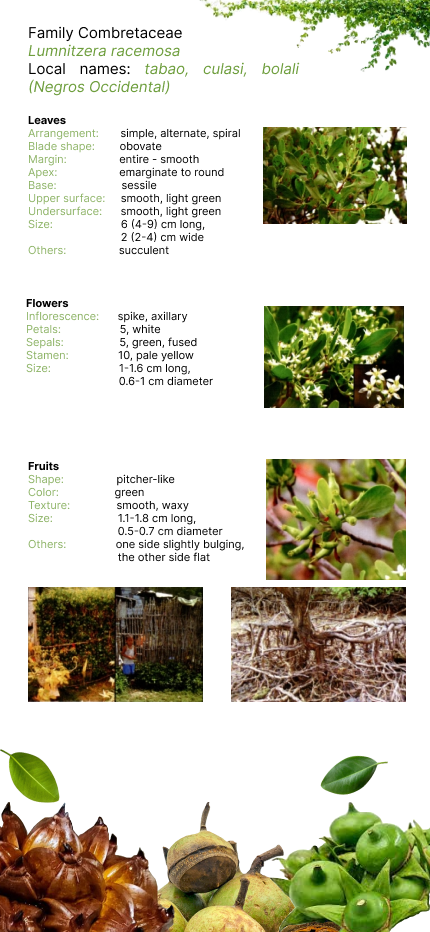 Family Combretaceae
Lumnitzera racemosa
Local names: tabao, culasi, bolali
(Negros Occidental)
Leaves
Arrangement: simple, alternate, spiral
Blade shape: obovate
Margin: entire - smooth
Apex: emarginate to round
Base: sessile
Upper surface: smooth, light green
Undersurface: smooth, light green
Size: 6 (4-9) cm long,
2 (2-4) cm wide
Others: succulent
Flowers
Inflorescence: spike, axillary
Petals: 5, white
Sepals: 5, green, fused
Stamen: 10, pale yellow
Size: 1-1.6 cm long,
0.6-1 cm diameter
Fruits
Shape: pitcher-like
Color: green
Texture: smooth, waxy
Size: 1.1-1.8 cm long,
0.5-0.7 cm diameter
Others: one side slightly bulging,
the other side flat